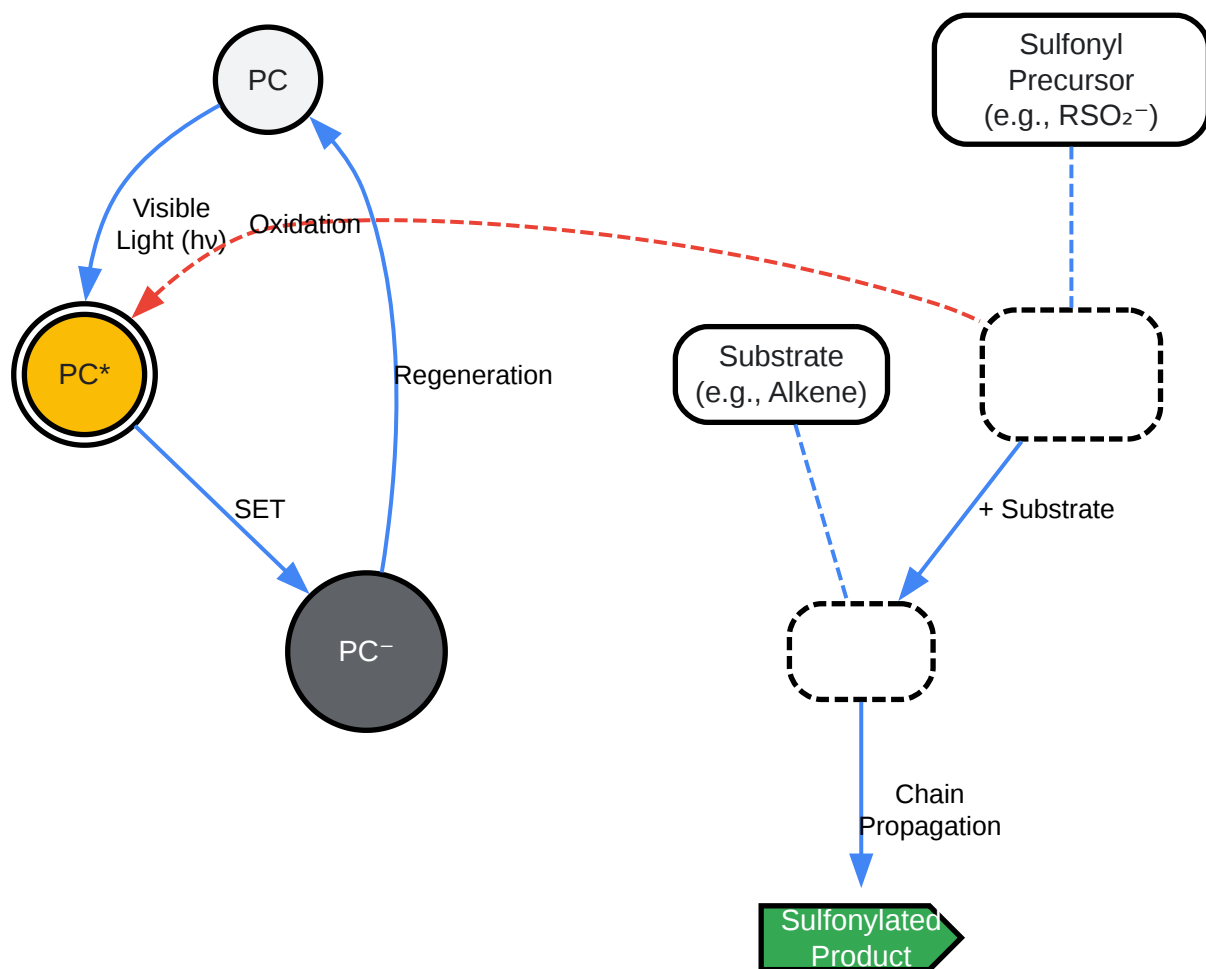 Sulfonyl
Precursor
(e.g., RSO₂⁻)
PC
Visible
Light (hν)
Oxidation
Substrate
(e.g., Alkene)
PC*
Regeneration
SET
+ Substrate
PC⁻
Chain
Propagation
Sulfonylated
Product